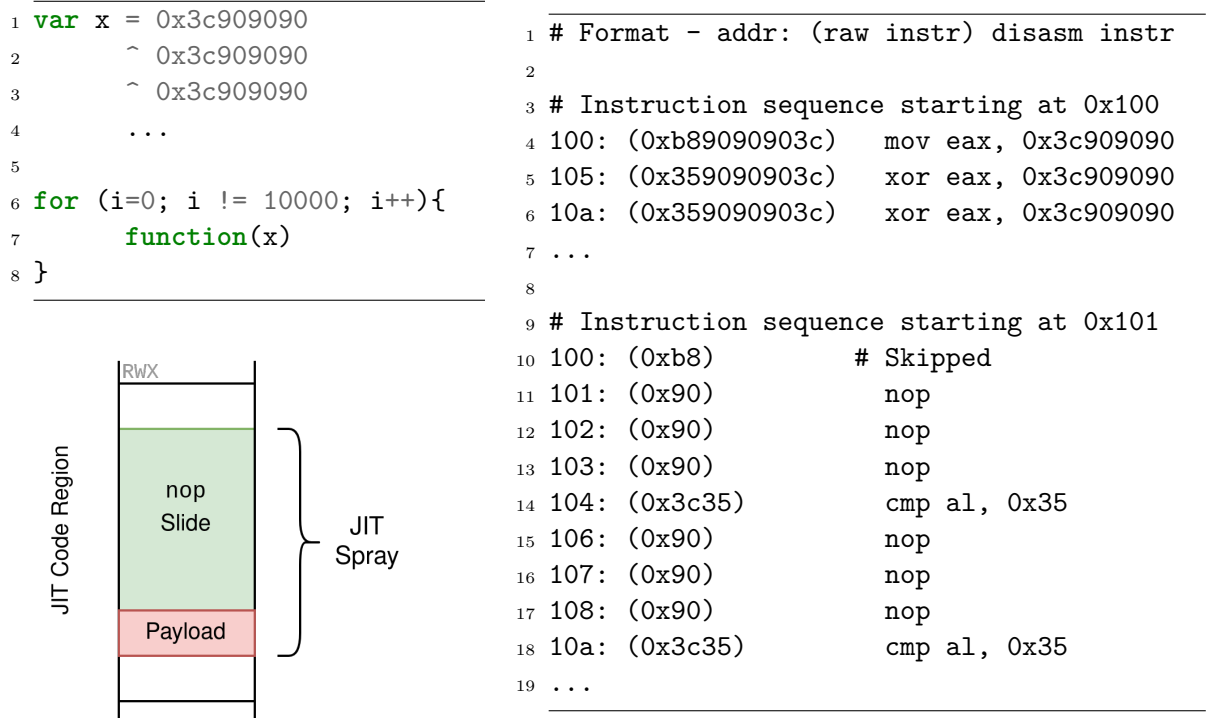 1 var x = 0x3c909090
2 ^ 0x3c909090
3 ^ 0x3c909090
4 ...
5
6 for (i=0; i != 10000; i++){
7 function(x)
8 }
RWX
JIT Code Region
nop
Slide
Payload
JIT
Spray
1 # Format - addr: (raw instr) disasm instr
2
3 # Instruction sequence starting at 0x100
4 100: (0xb89090903c) mov eax, 0x3c909090
5 105: (0x359090903c) xor eax, 0x3c909090
6 10a: (0x359090903c) xor eax, 0x3c909090
7 ...
8
9 # Instruction sequence starting at 0x101
10 100: (0xb8) # Skipped
11 101: (0x90) nop
12 102: (0x90) nop
13 103: (0x90) nop
14 104: (0x3c35) cmp al, 0x35
15 106: (0x90) nop
16 107: (0x90) nop
17 108: (0x90) nop
18 10a: (0x3c35) cmp al, 0x35
19 ...